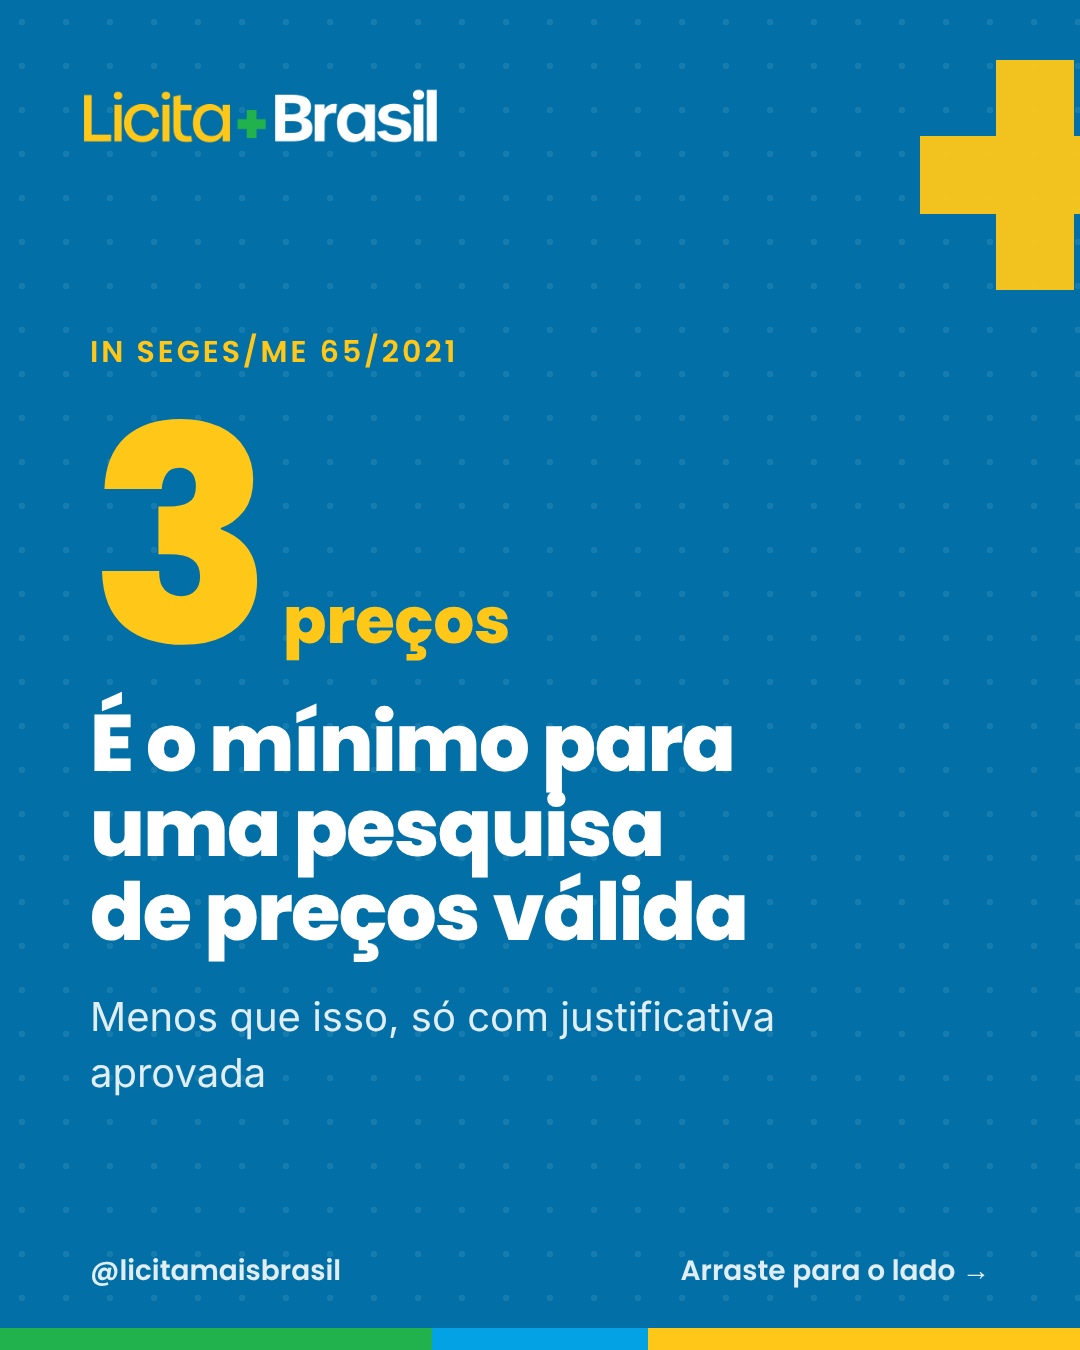 Licita+Brasil
IN SEGES/ME 65/2021
3 preços
É o mínimo para
uma pesquisa
de preços válida
Menos que isso, só com justificativa
aprovada
@licitamaisbrasil
Arraste para o lado →